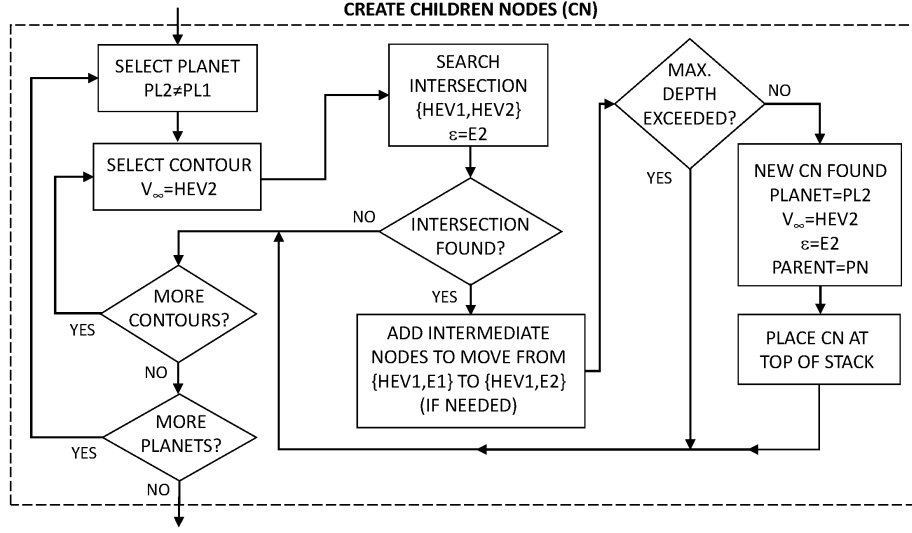 CREATE CHILDREN NODES (CN)
SELECT PLANET
PL2≠PL1
SELECT CONTOUR
V∞=HEV2
SEARCH
INTERSECTION
{HEV1,HEV2}
ε=E2
INTERSECTION
FOUND?
NO
YES
MORE
CONTOURS?
YES
NO
MORE
PLANETS?
YES
NO
ADD INTERMEDIATE
NODES TO MOVE FROM
{HEV1,E1} TO {HEV1,E2}
(IF NEEDED)
MAX.
DEPTH
EXCEEDED?
NO
YES
NEW CN FOUND
PLANET=PL2
V∞=HEV2
ε=E2
PARENT=PN
PLACE CN AT
TOP OF STACK